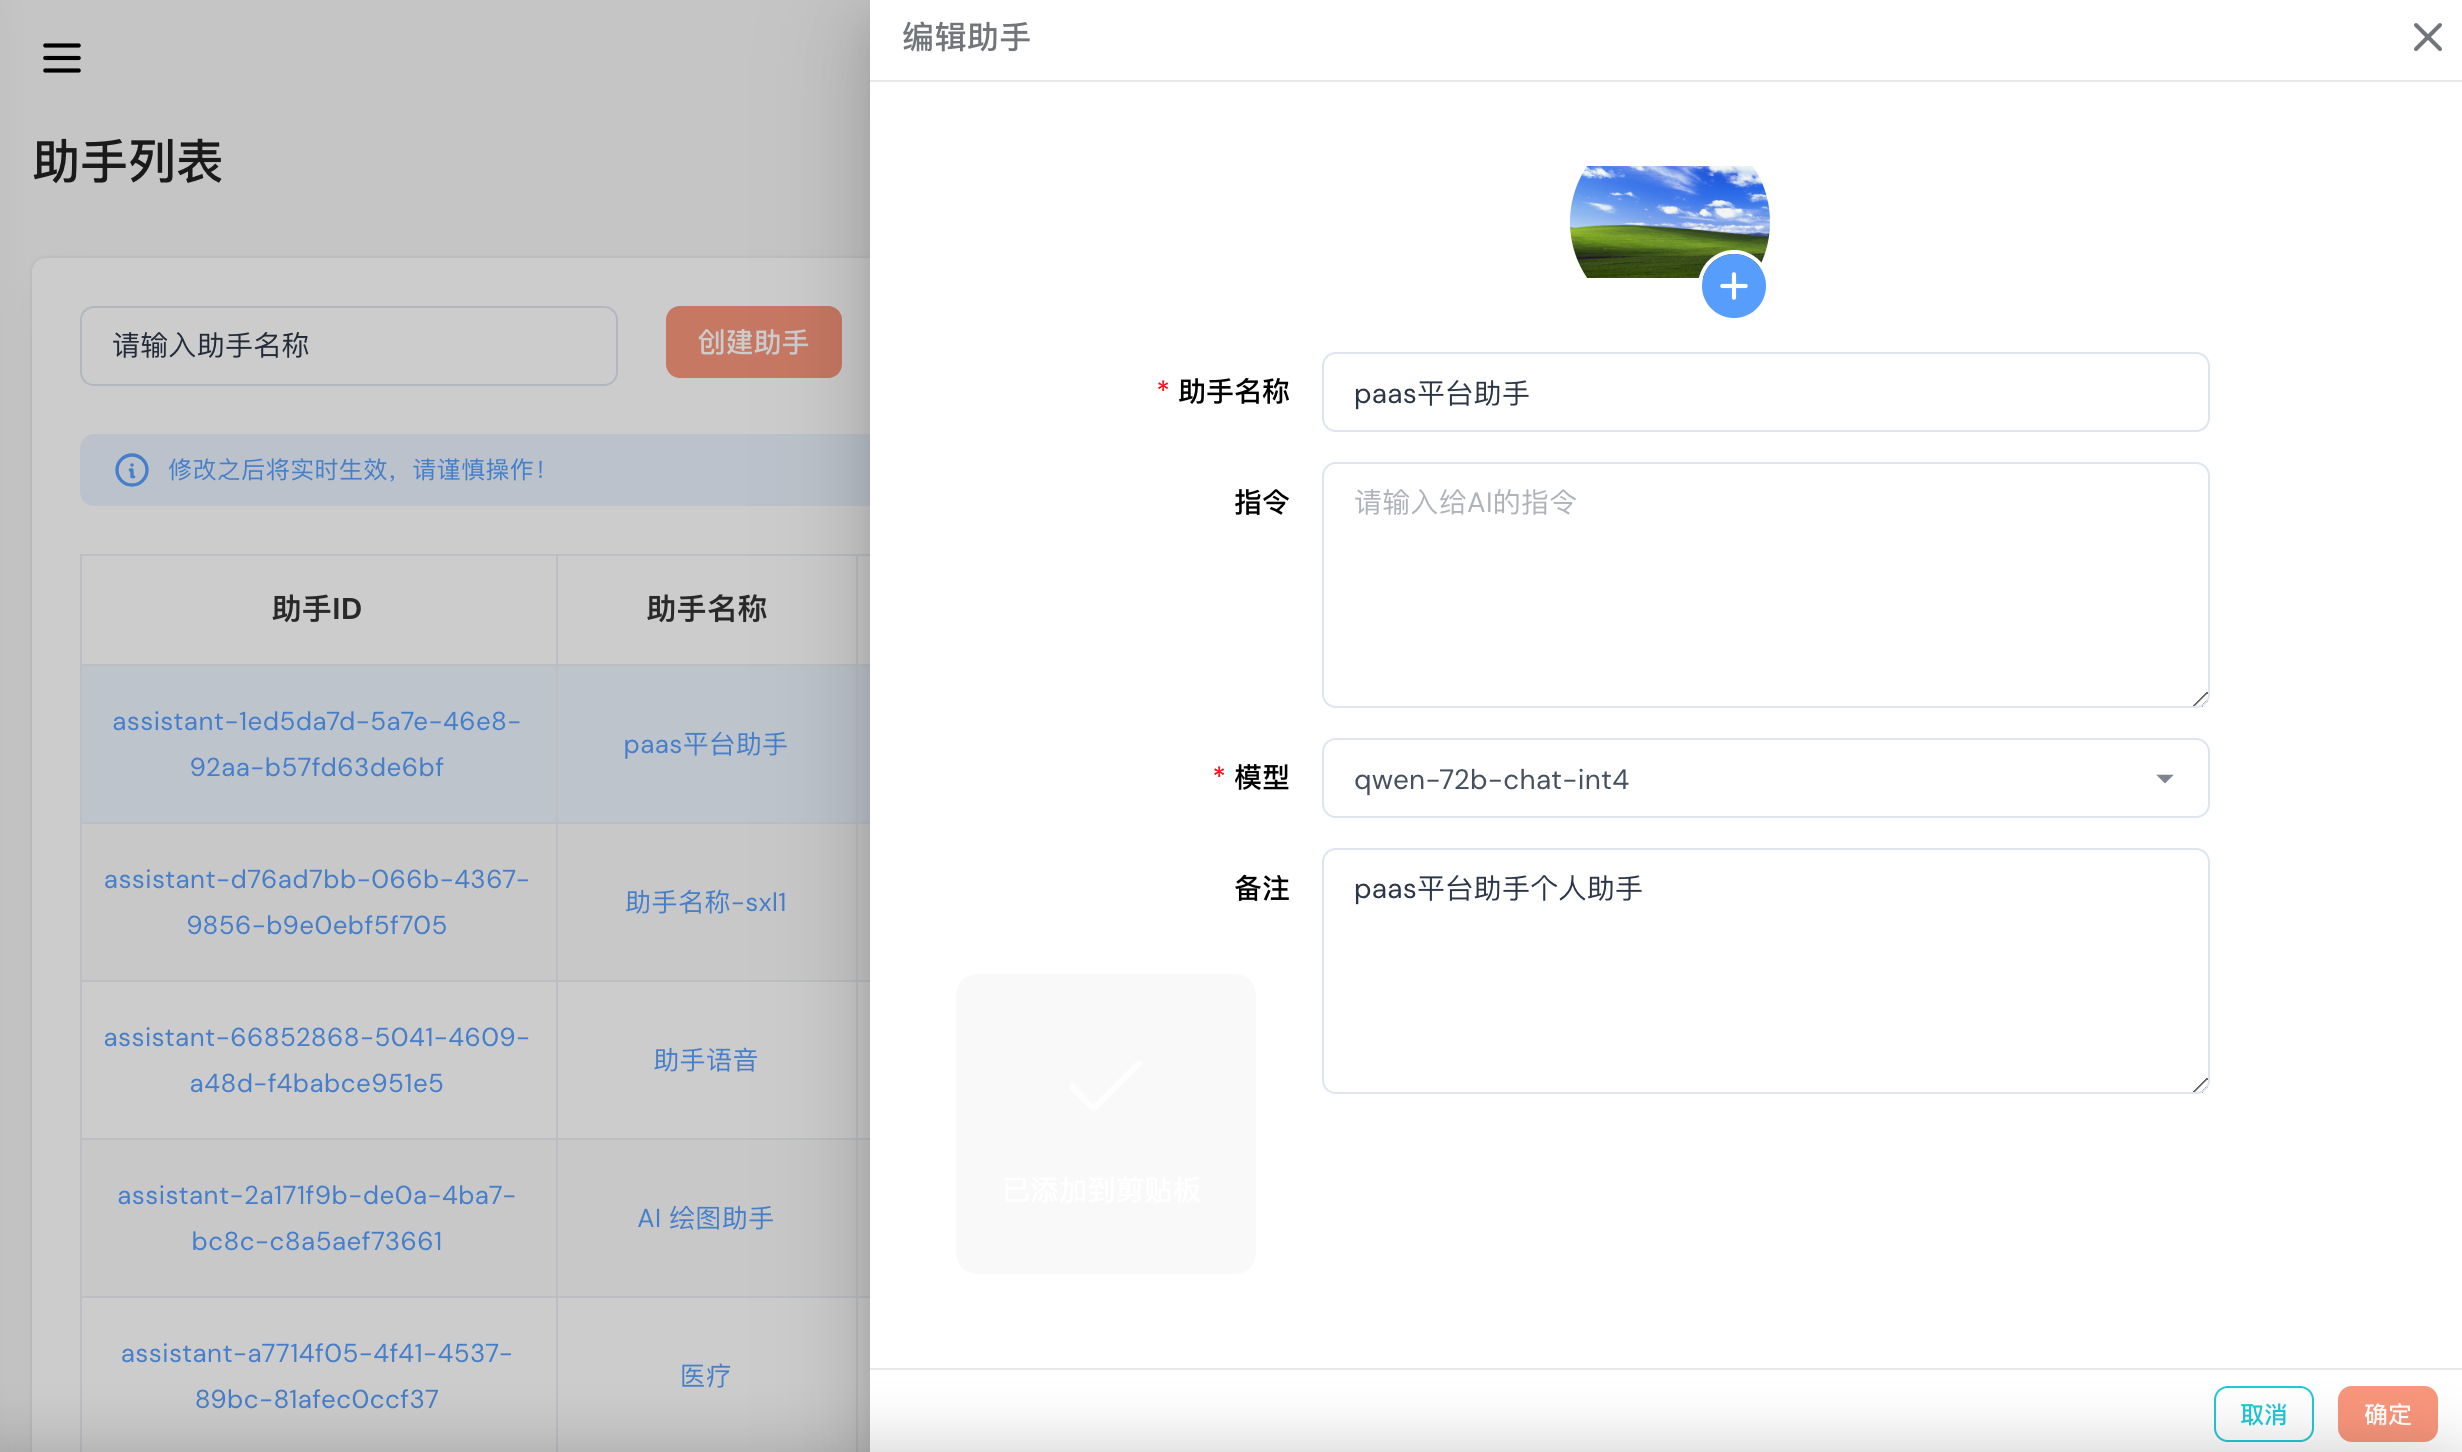 助手列表
请输入助手名称
创建助手
修改之后将实时生效，请谨慎操作！
助手ID
助手名称
assistant-1ed5da7d-5a7e-46e8-
92aa-b57fd63de6bf
paas平台助手
assistant-d76ad7bb-066b-4367-
9856-b9e0ebf5f705
助手名称-sxl1
assistant-66852868-5041-4609-
a48d-f4babce951e5
助手语音
assistant-2a171f9b-de0a-4ba7-
bc8c-c8a5aef73661
AI 绘图助手
assistant-a7714f05-4f41-4537-
89bc-81afec0ccf37
医疗
编辑助手
* 助手名称
paas平台助手
指令
请输入给AI的指令
* 模型
qwen-72b-chat-int4
备注
paas平台助手个人助手
已添加到剪贴板
取消
确定